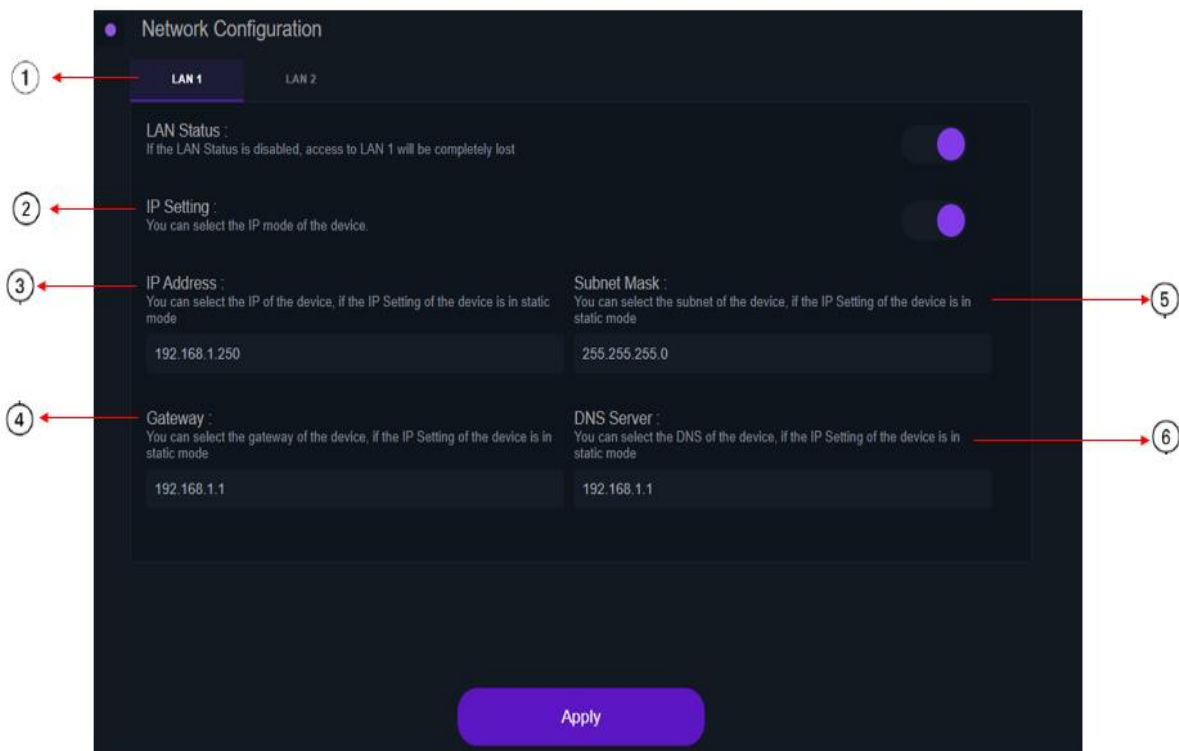 Network Configuration
1
LAN 1
LAN 2
LAN Status :
If the LAN Status is disabled, access to LAN 1 will be completely lost
2
IP Setting :
You can select the IP mode of the device.
3
IP Address :
You can select the IP of the device, if the IP Setting of the device is in static
mode
192.168.1.250
Subnet Mask :
You can select the subnet of the device, if the IP Setting of the device is in
static mode
5
255.255.255.0
4
Gateway :
You can select the gateway of the device, if the IP Setting of the device is in
static mode
192.168.1.1
DNS Server :
You can select the DNS of the device, if the IP Setting of the device is in
static mode
6
192.168.1.1
Apply